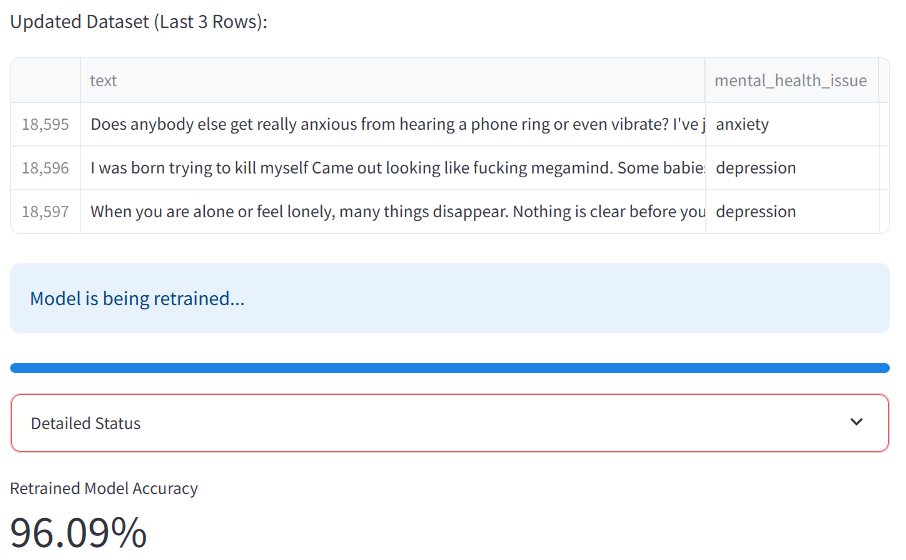 Updated Dataset (Last 3 Rows):
text mental_health_issue
18,595 Does anybody else get really anxious from hearing a phone ring or even vibrate? I've j anxiety
18,596 I was born trying to kill myself Came out looking like fucking megamind. Some babies depression
18,597 When you are alone or feel lonely, many things disappear. Nothing is clear before you depression
Model is being retrained...
Detailed Status
Retrained Model Accuracy
96.09%